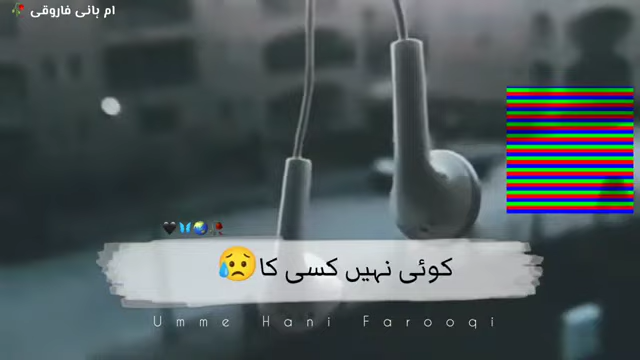 ام ہانی فاروقی 🥀
🖤🦋🌏🥀
کوئی نہیں کسی کا😥
Umme Hani Farooqi